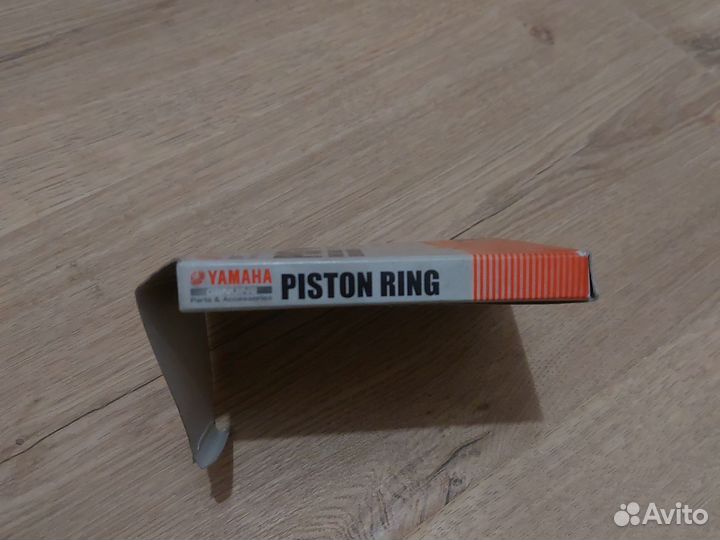 YAMAHA
Parts & Accessories
PISTON RING
Avito